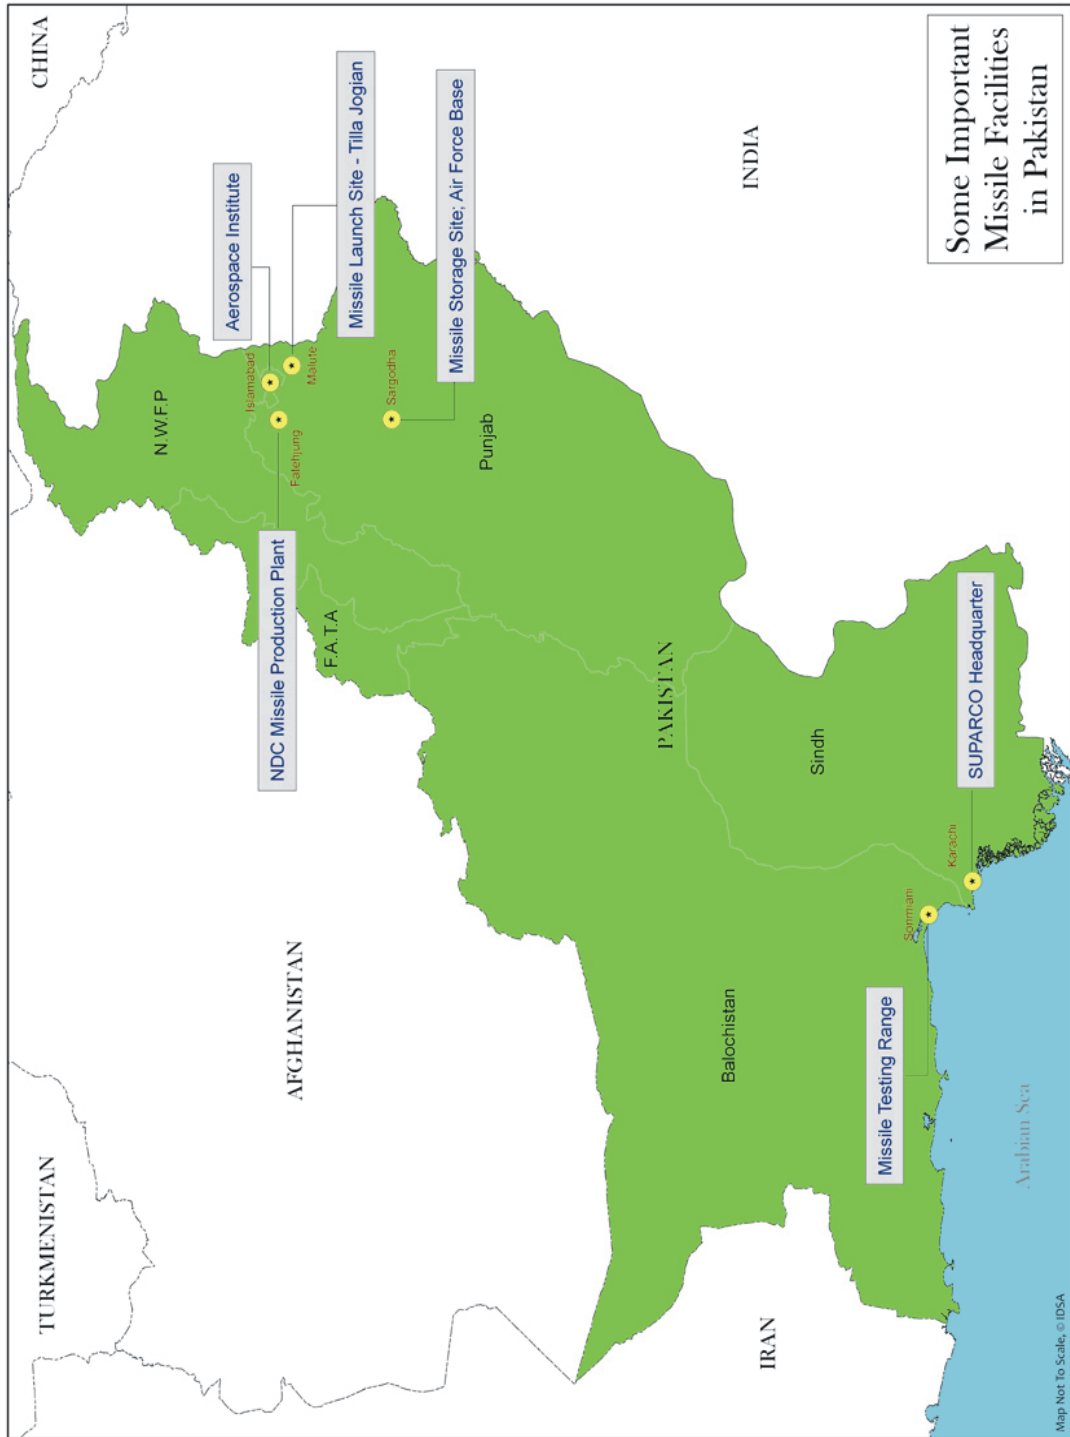 CHINA
TURKMENISTAN
Aerospace Institute
N.W.F.P
Islamabad
Malute
Missile Launch Site - Tilla Jogian
Fatehjung
NDC Missile Production Plant
F.A.T.A
Sargodha
Missile Storage Site; Air Force Base
Punjab
AFGHANISTAN
PAKISTAN
INDIA
Balochistan
Sindh
IRAN
Missile Testing Range
Sonmiani
Karachi
SUPARCO Headquarter
Arabian Sea
Some Important
Missile Facilities
in Pakistan
Map Not To Scale, © IDSA